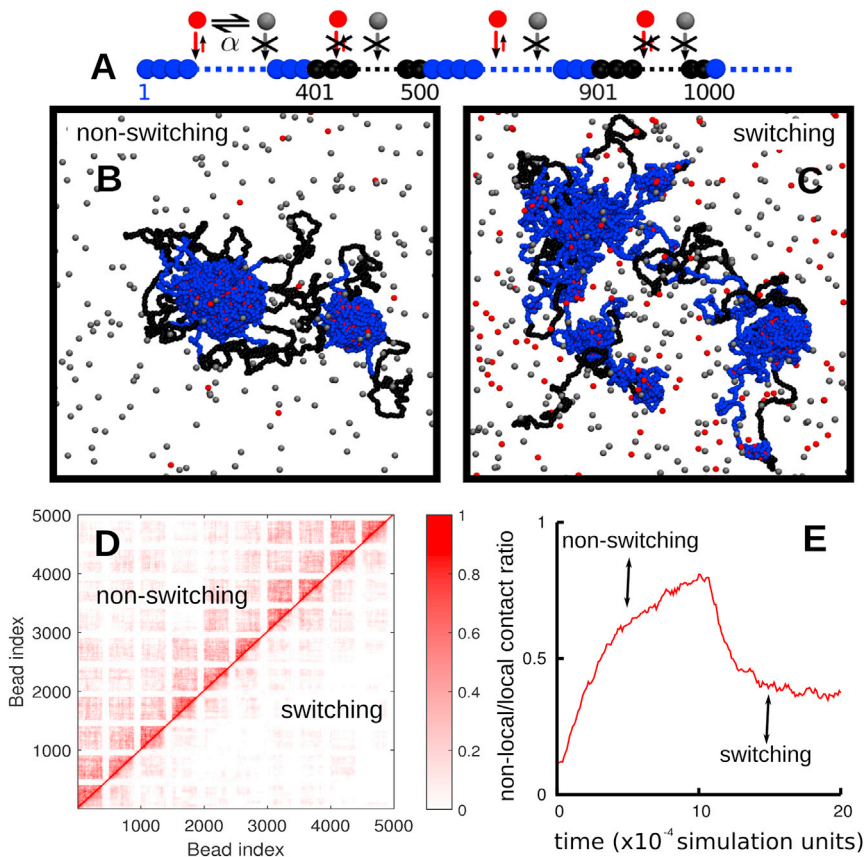 α
A
1 401 500 901 1000
non-switching
B
switching
C
D
non-switching
switching
5000
4000
3000
2000
1000
Bead index
1000 2000 3000 4000 5000
Bead index
1
0.8
0.6
0.4
0.2
0
E
non-switching
switching
1
0.5
0
non-local/local contact ratio
0 10 20
time (x10⁻⁴ simulation units)